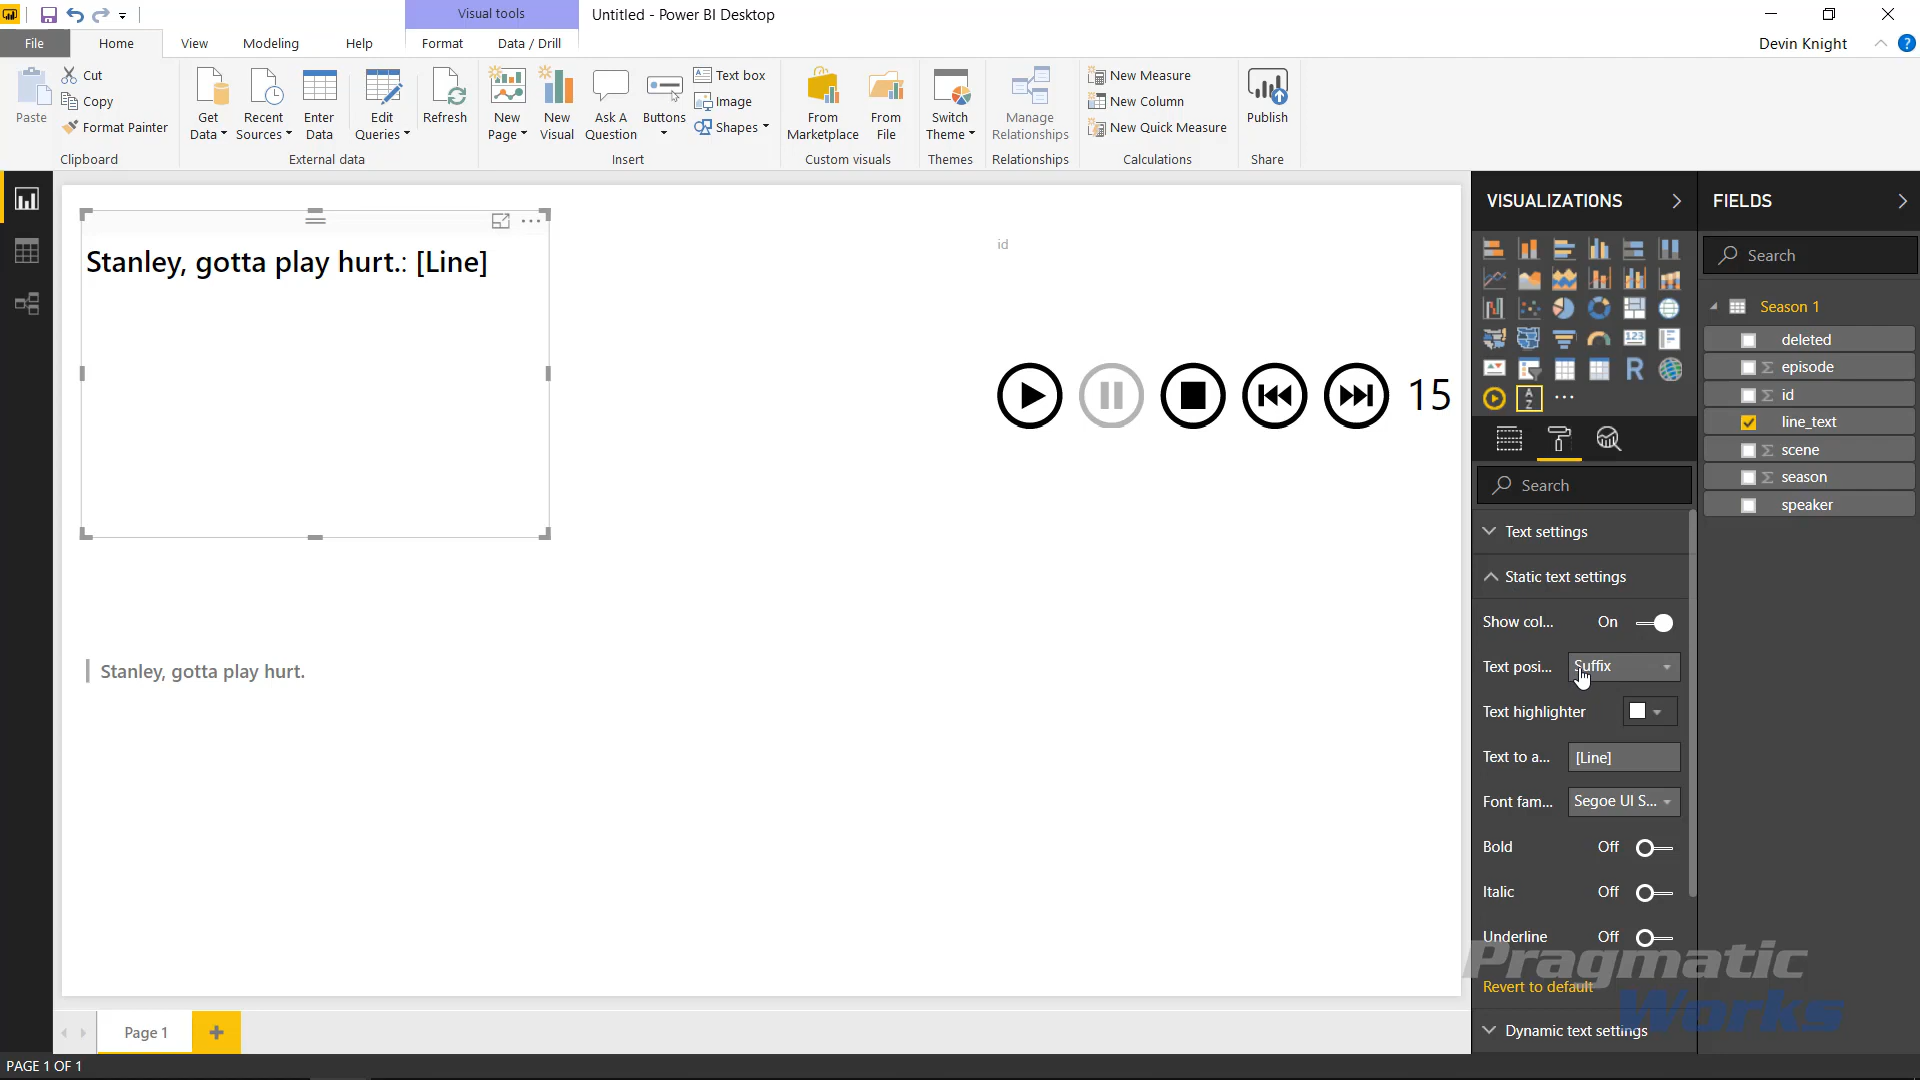 Visual tools
Untitled - Power BI Desktop
File
Home
View
Modeling
Help
Format
Data / Drill
Devin Knight
?
Paste
Cut
Copy
Format Painter
Clipboard
Get Data
Recent Sources
Enter Data
Edit Queries
Refresh
External data
New Page
New Visual
Ask A Question
Buttons
Text box
Image
Shapes
Insert
From Marketplace
From File
Custom visuals
Switch Theme
Themes
Manage Relationships
Relationships
New Measure
New Column
New Quick Measure
Calculations
Publish
Share
Stanley, gotta play hurt.: [Line]
id
15
Stanley, gotta play hurt.
VISUALIZATIONS
123
R
A
Z
Search
Text settings
Static text settings
Show col... On
Text posi... Suffix
Text highlighter
Text to a... [Line]
Font fam... Segoe UI S...
Bold Off
Italic Off
Underline Off
Revert to default
Dynamic text settings
FIELDS
Search
Season 1
deleted
Σ episode
Σ id
line_text
Σ scene
Σ season
speaker
Pragmatic
Works
Page 1
+
PAGE 1 OF 1